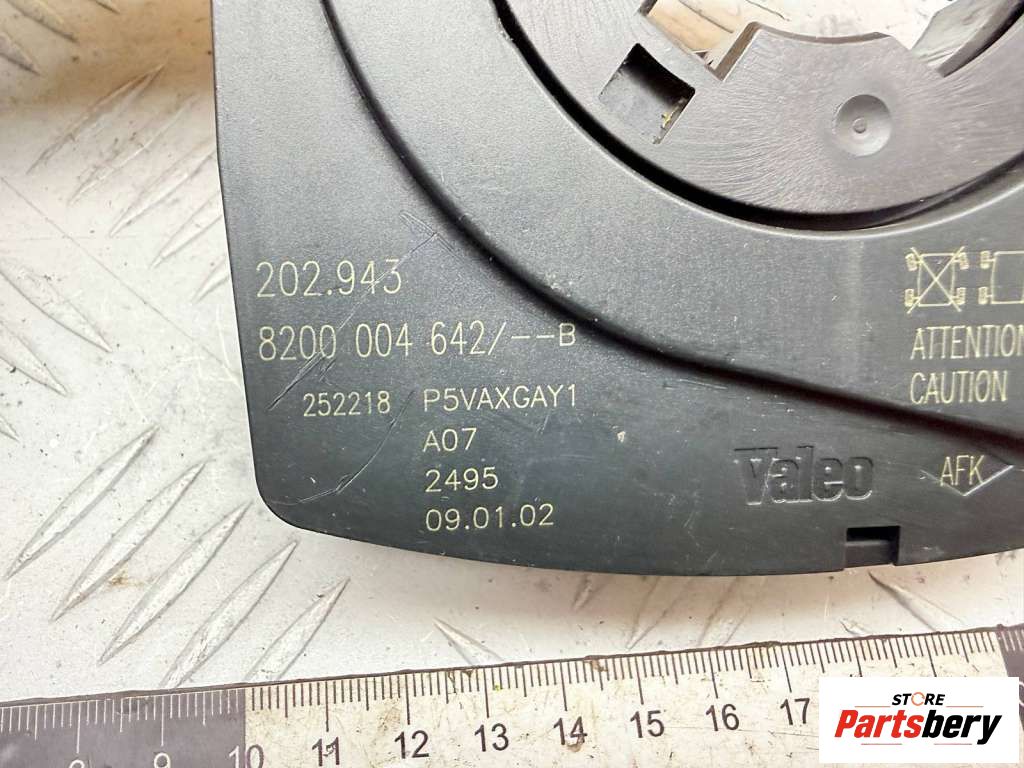 202.943
8200 004 642/--B
252218 P5VAXGAY1
A07
2495
09.01.02
ATTENTION
CAUTION
Valeo
AFK
9 10 11 12 13 14 15 16 17
STORE
Partsbery